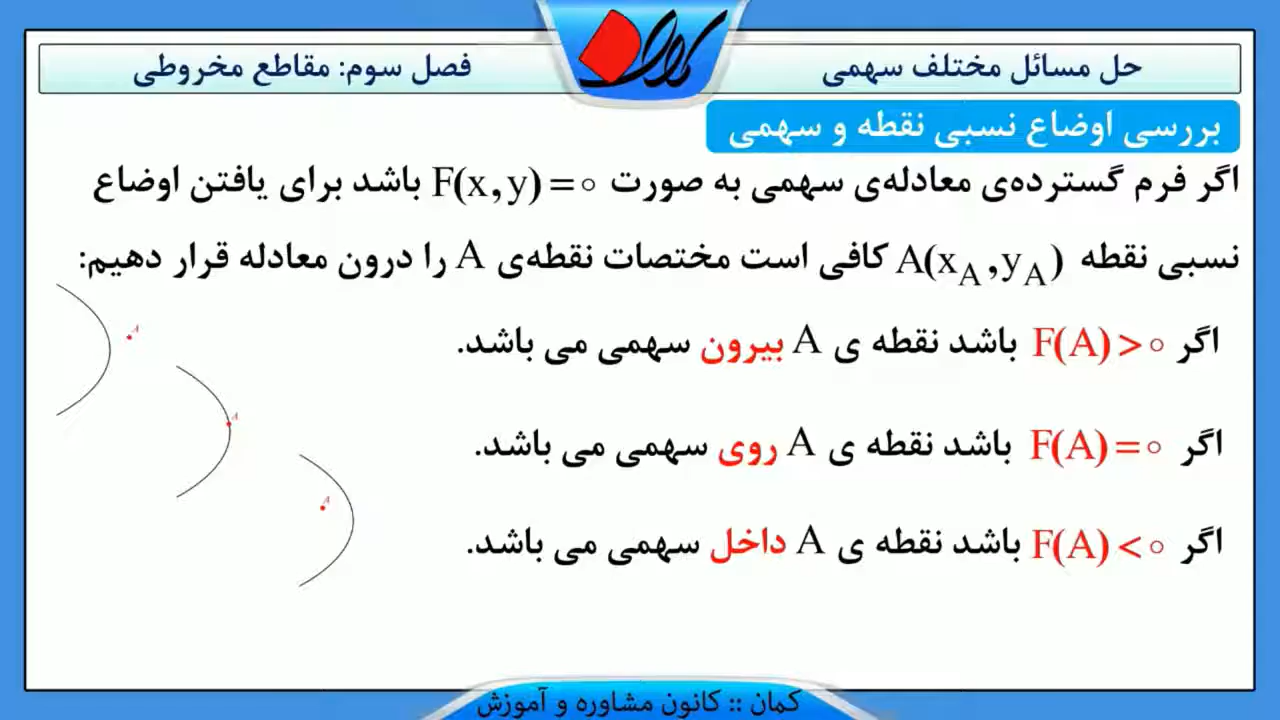 حل مسائل مختلف سهمی
کمان
فصل سوم: مقاطع مخروطی
بررسی اوضاع نسبی نقطه و سهمی
اگر فرم گسترده‌ی معادله‌ی سهمی به صورت F(x,y)=۰ باشد برای یافتن اوضاع
نسبی نقطه A(x_A,y_A) کافی است مختصات نقطه‌ی A را درون معادله قرار دهیم:
اگر F(A)>۰ باشد نقطه ی A بیرون سهمی می باشد.
A
اگر F(A)=۰ باشد نقطه ی A روی سهمی می باشد.
A
اگر F(A)<۰ باشد نقطه ی A داخل سهمی می باشد.
A
کمان :: کانون مشاوره و آموزش